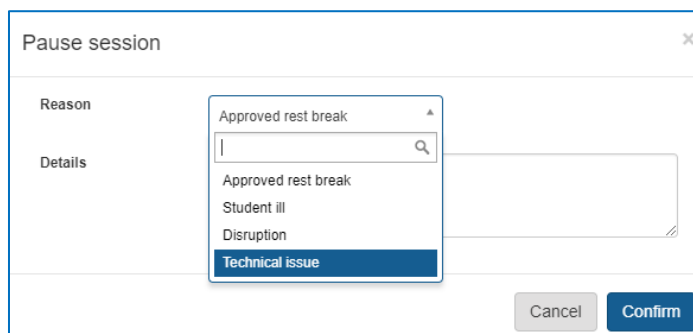 Pause session
×
Reason
Approved rest break
Details
Approved rest break
Student ill
Disruption
Technical issue
Cancel
Confirm